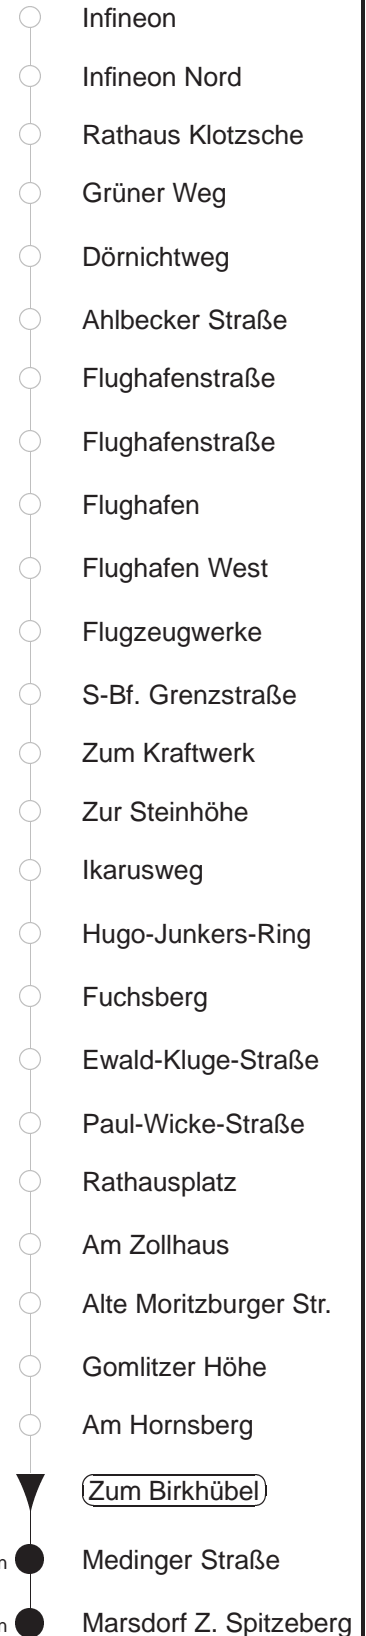 Infineon
Infineon Nord
Rathaus Klotzsche
Grüner Weg
Dörnichtweg
Ahlbecker Straße
Flughafenstraße
Flughafenstraße
Flughafen
Flughafen West
Flugzeugwerke
S-Bf. Grenzstraße
Zum Kraftwerk
Zur Steinhöhe
Ikarusweg
Hugo-Junkers-Ring
Fuchsberg
Ewald-Kluge-Straße
Paul-Wicke-Straße
Rathausplatz
Am Zollhaus
Alte Moritzburger Str.
Gomlitzer Höhe
Am Hornsberg
Zum Birkhübel
Medinger Straße
Marsdorf Z. Spitzeberg